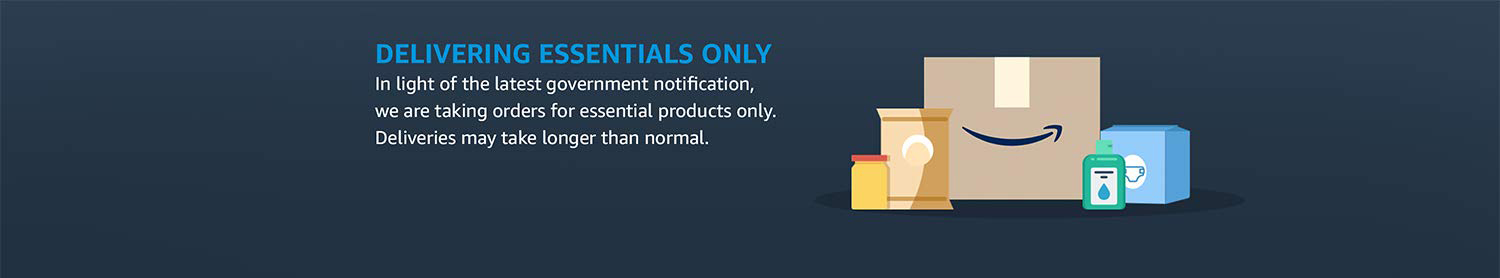 DELIVERING ESSENTIALS ONLY
In light of the latest government notification,
we are taking orders for essential products only.
Deliveries may take longer than normal.